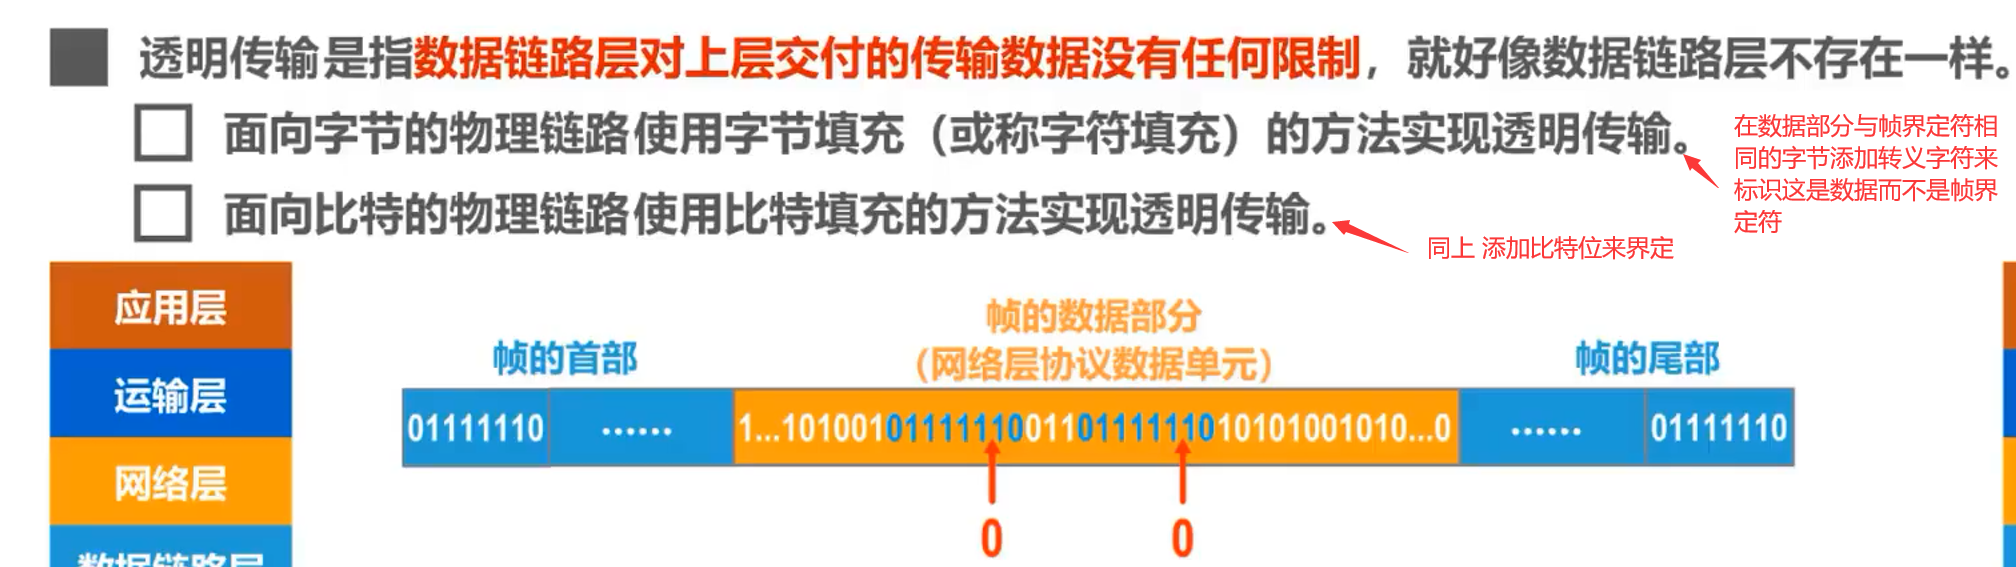 透明传输是指数据链路层对上层交付的传输数据没有任何限制，就好像数据链路层不存在一样。
面向字节的物理链路使用字节填充（或称字符填充）的方法实现透明传输。
在数据部分与帧界定符相
同的字节添加转义字符来
标识这是数据而不是帧界
定符
面向比特的物理链路使用比特填充的方法实现透明传输。
同上 添加比特位来界定
应用层
运输层
网络层
数据链路层
帧的首部
帧的数据部分
（网络层协议数据单元）
帧的尾部
01111110 ...... 1...101001011111100110111111010101001010...0 ...... 01111110
0 0